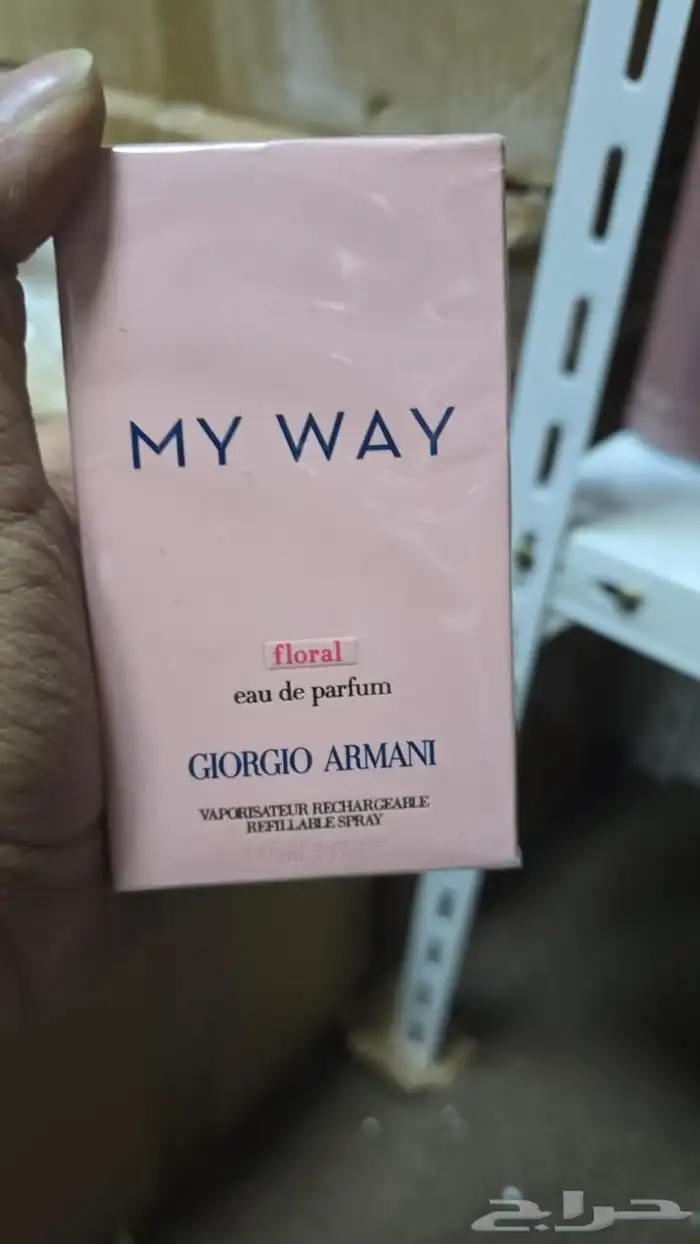 MY WAY
floral
eau de parfum
GIORGIO ARMANI
VAPORISATEUR RECHARGEABLE
REFILLABLE SPRAY
حراج